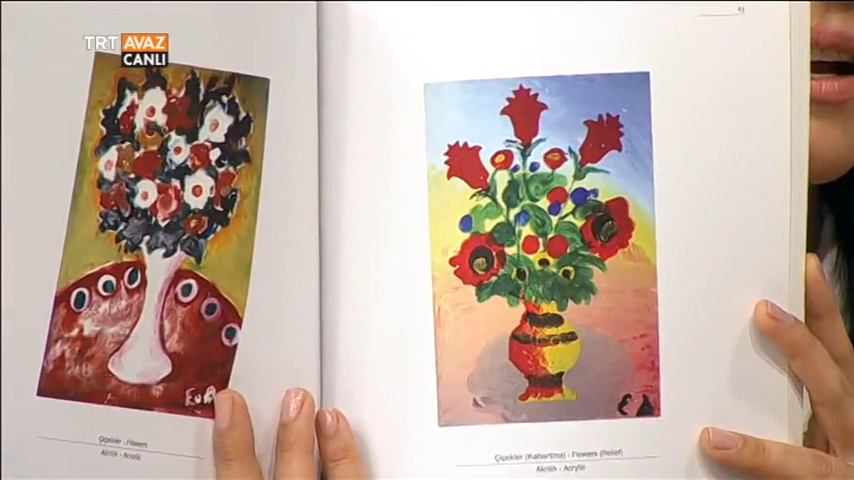 TRT AVAZ
CANLI
Çiçekler - Flowers
Akrilik - Acrylic
Çiçekler (Kabartma) - Flowers (Relief)
Akrilik - Acrylic